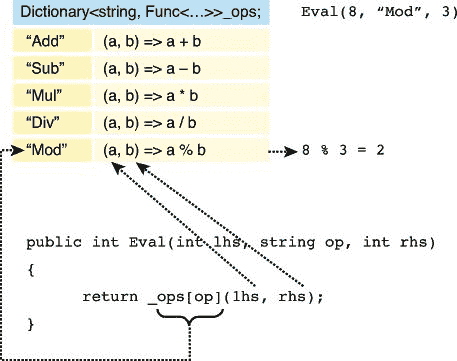 Dictionary<string, Func<...>>_ops;
Eval(8, “Mod”, 3)
“Add” (a, b) => a + b
“Sub” (a, b) => a – b
“Mul” (a, b) => a * b
“Div” (a, b) => a / b
“Mod” (a, b) => a % b
8 % 3 = 2
public int Eval(int lhs, string op, int rhs)
{
return _ops[op](lhs, rhs);
}